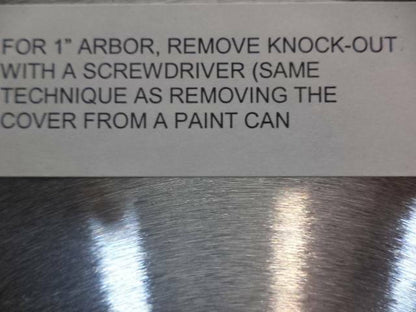 FOR 1" ARBOR, REMOVE KNOCK-OUT
WITH A SCREWDRIVER (SAME
TECHNIQUE AS REMOVING THE
COVER FROM A PAINT CAN